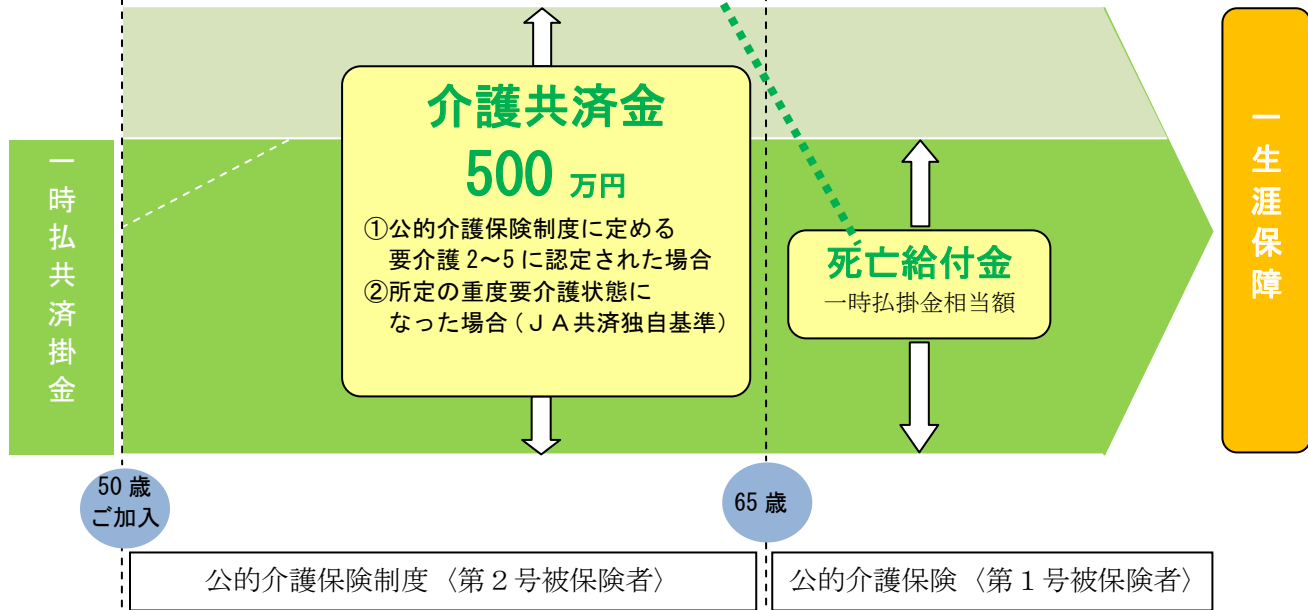 一時払共済掛金
介護共済金
500 万円
①公的介護保険制度に定める
要介護2～5に認定された場合
②所定の重度要介護状態に
なった場合(ＪＡ共済独自基準)
死亡給付金
一時払掛金相当額
一生涯保障
50歳
ご加入
65歳
公的介護保険制度〈第２号被保険者〉
公的介護保険〈第１号被保険者〉